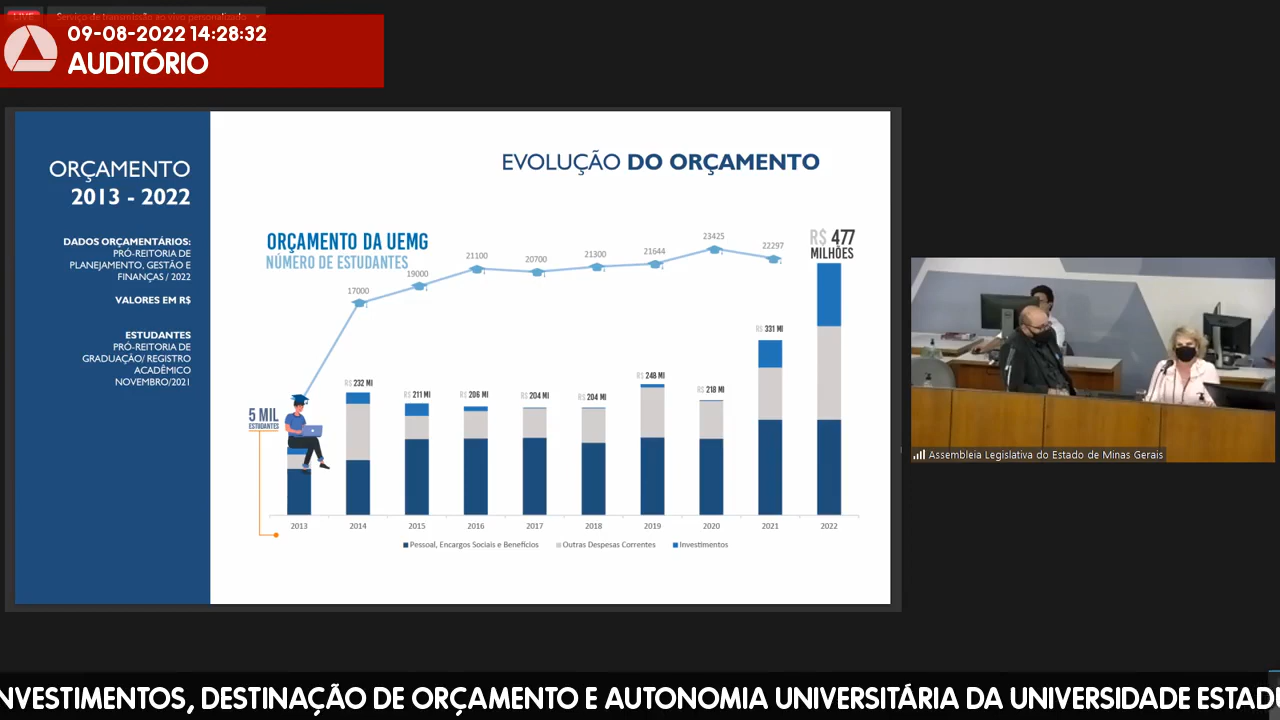 LIVE
Serviço de transmissão ao vivo personalizado
09-08-2022 14:28:32
AUDITÓRIO
ORÇAMENTO
2013 - 2022
DADOS ORÇAMENTÁRIOS:
PRÓ-REITORIA DE
PLANEJAMENTO, GESTÃO E
FINANÇAS / 2022
VALORES EM R$
ESTUDANTES
PRÓ-REITORIA DE
GRADUAÇÃO/ REGISTRO
ACADÊMICO
NOVEMBRO/2021
EVOLUÇÃO DO ORÇAMENTO
ORÇAMENTO DA UEMG
NÚMERO DE ESTUDANTES
17000
19000
21100
20700
21300
21644
23425
22297
R$ 477
MILHÕES
5 MIL
ESTUDANTES
R$ 232 MI
R$ 211 MI
R$ 206 MI
R$ 204 MI
R$ 204 MI
R$ 248 MI
R$ 218 MI
R$ 331 MI
2013 2014 2015 2016 2017 2018 2019 2020 2021 2022
Pessoal, Encargos Sociais e Benefícios Outras Despesas Correntes Investimentos
Assembleia Legislativa do Estado de Minas Gerais
NVESTIMENTOS, DESTINAÇÃO DE ORÇAMENTO E AUTONOMIA UNIVERSITÁRIA DA UNIVERSIDADE ESTADU